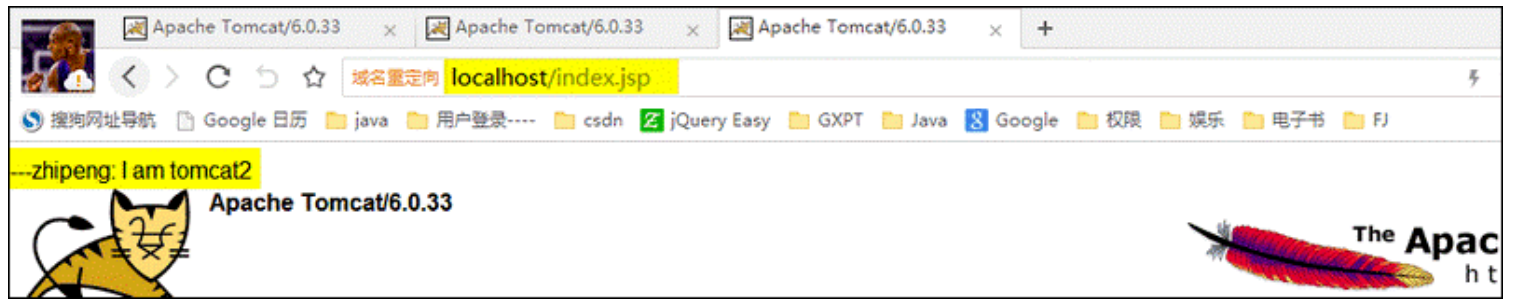 Apache Tomcat/6.0.33 Apache Tomcat/6.0.33 Apache Tomcat/6.0.33
域名重定向 localhost/index.jsp
搜狗网址导航 Google 日历 java 用户登录---- csdn jQuery Easy GXPT Java Google 权限 娱乐 电子书 FJ
---zhipeng: I am tomcat2
Apache Tomcat/6.0.33
The Apac
ht